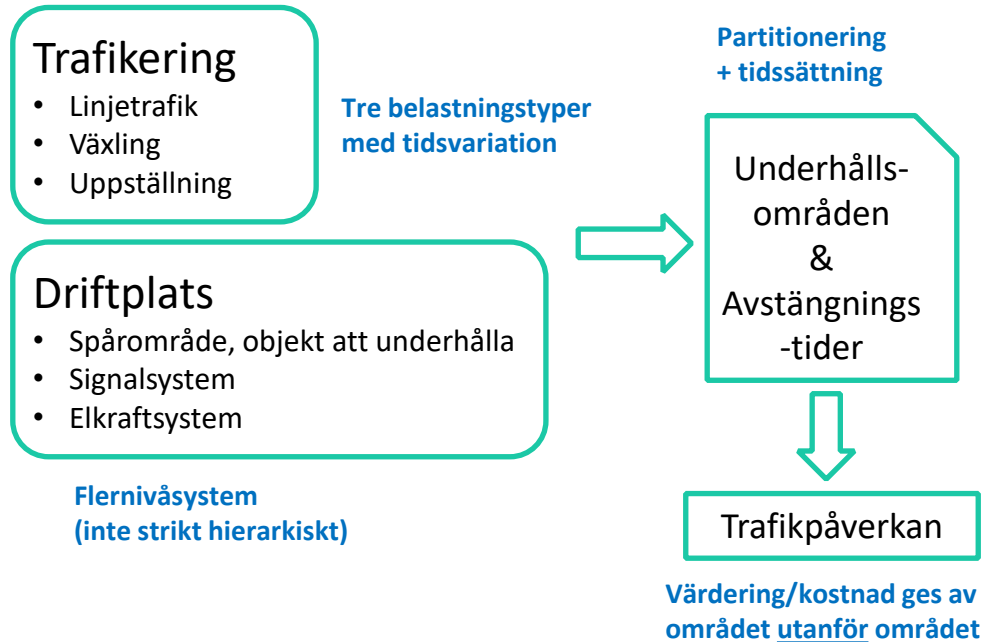 Trafikering
• Linjetrafik
• Växling
• Uppställning
Tre belastningstyper
med tidsvariation
Driftplats
• Spårområde, objekt att underhålla
• Signalsystem
• Elkraftsystem
Flernivåsystem
(inte strikt hierarkiskt)
Partitionering
+ tidssättning
Underhålls-
områden
&
Avstängnings
-tider
Trafikpåverkan
Värdering/kostnad ges av
området utanför området